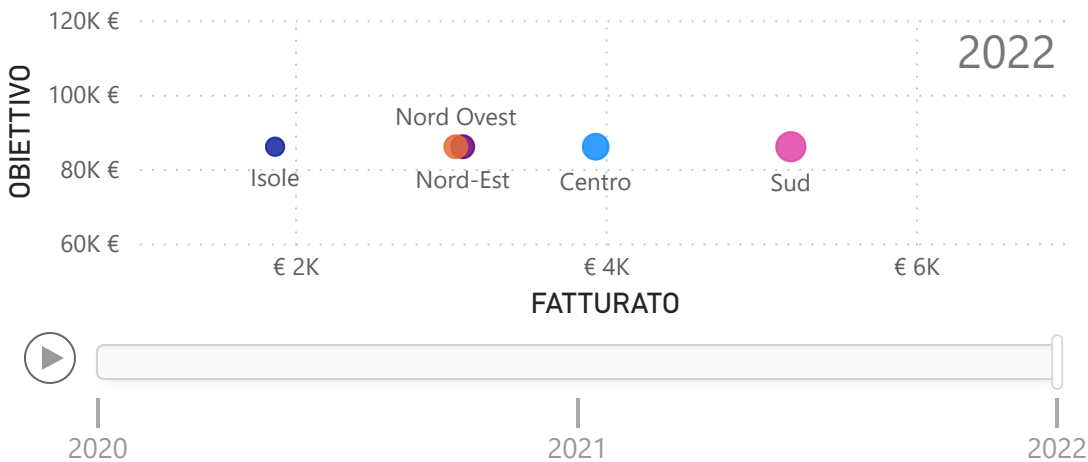 120K €
2022
100K €
OBIETTIVO
Nord Ovest
80K €
Isole
Nord-Est
Centro
Sud
60K €
€ 2K
€ 4K
€ 6K
FATTURATO
2020
2021
2022